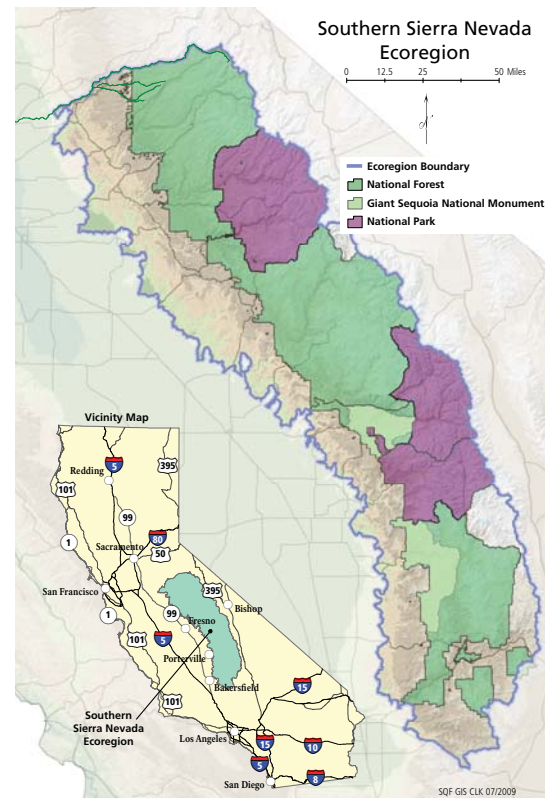 Southern Sierra Nevada
Ecoregion
0 12.5 25 50 Miles
Ecoregion Boundary
National Forest
Giant Sequoia National Monument
National Park
Vicinity Map
5
395
Redding
101
99
1
80
Sacramento
50
San Francisco
395
Bishop
1
99
Fresno
101
5
Porterville
15
101
Bakersfield
Southern
Sierra Nevada
Ecoregion
Los Angeles
15
10
5
8
San Diego
SQF GIS CLK 07/2009